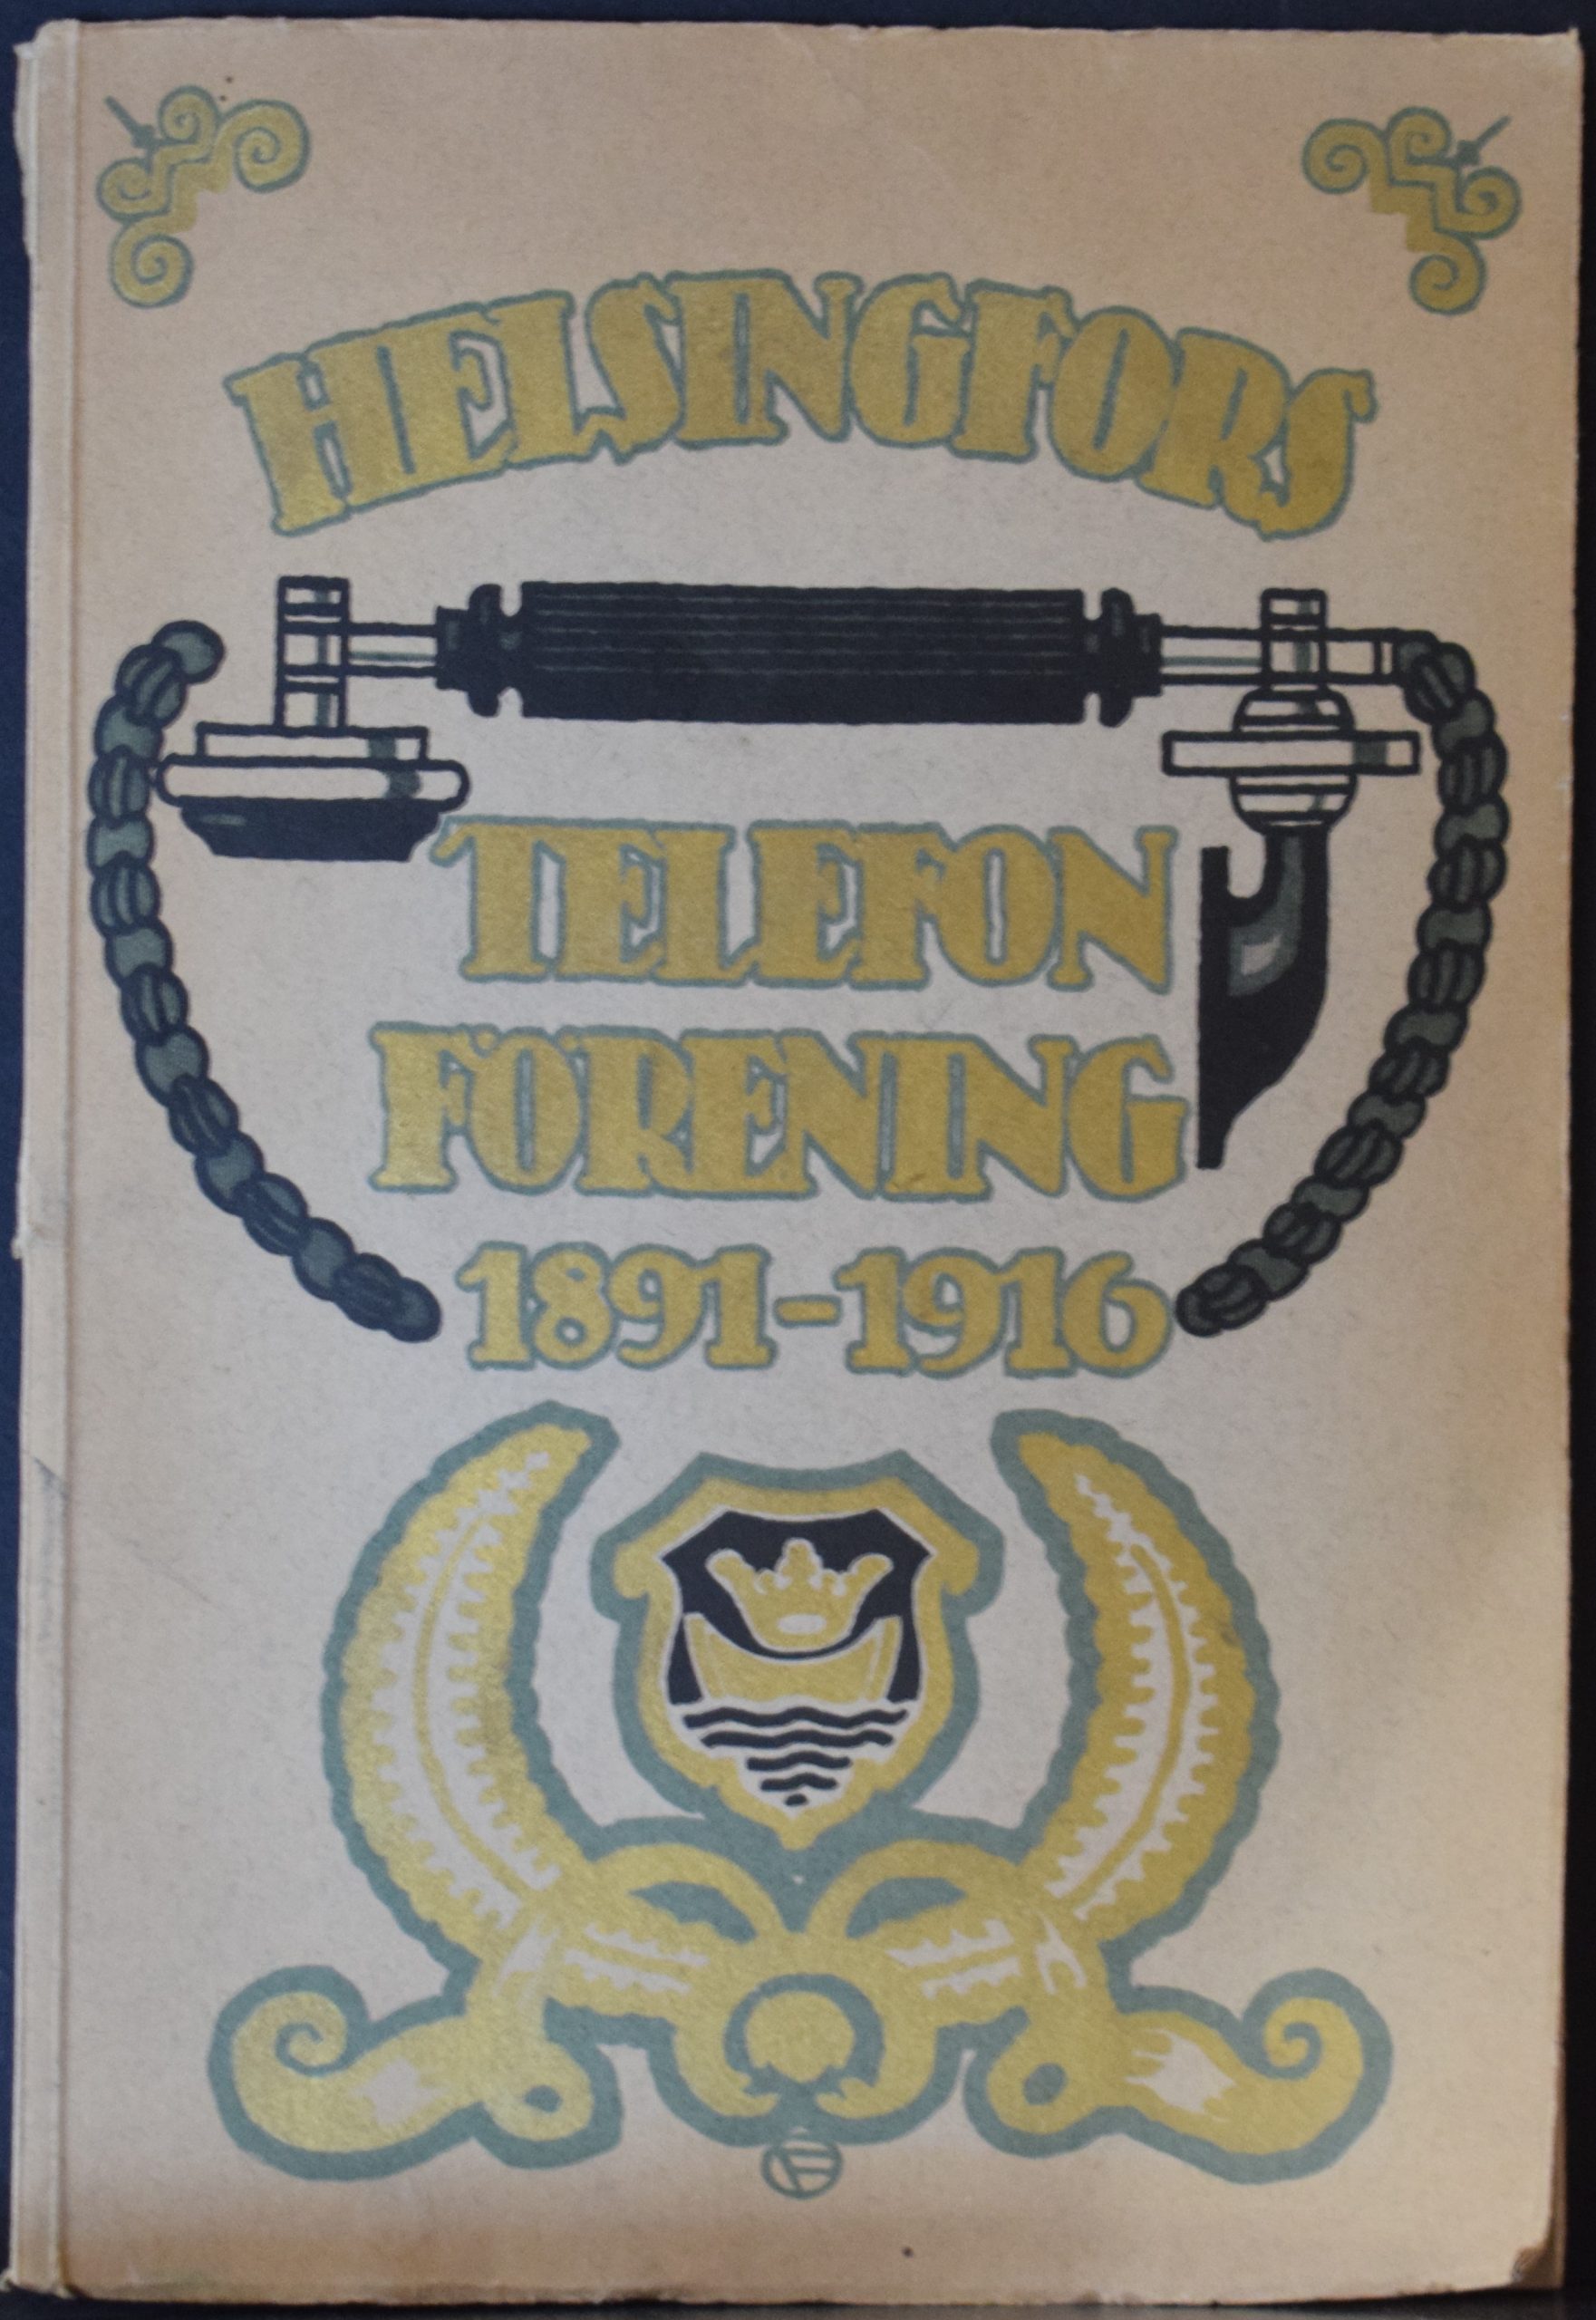 HELSINGFORS
TELEFON
FÖRENING
1891-1916